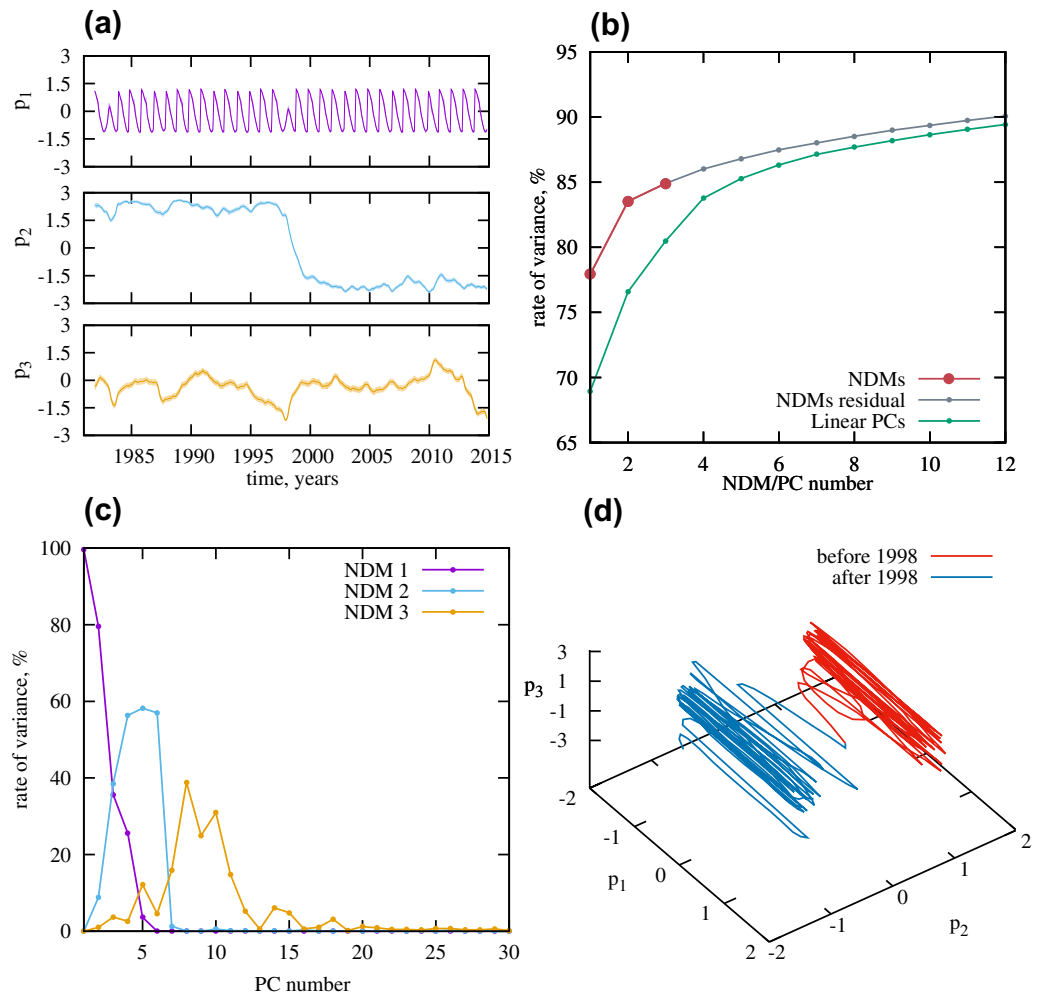 (a)
3
1.5
0
-1.5
-3
p1
3
1.5
0
-1.5
-3
p2
3
1.5
0
-1.5
-3
p3
1985 1990 1995 2000 2005 2010 2015
time, years
(b)
95
90
85
80
75
70
65
rate of variance, %
NDMs
NDMs residual
Linear PCs
2 4 6 8 10 12
NDM/PC number
(c)
100
80
60
40
20
0
rate of variance, %
NDM 1
NDM 2
NDM 3
5 10 15 20 25 30
PC number
(d)
before 1998
after 1998
3
1
-1
-3
p3
-2
-1
0
1
2
p1
-2
-1
0
1
2
p2